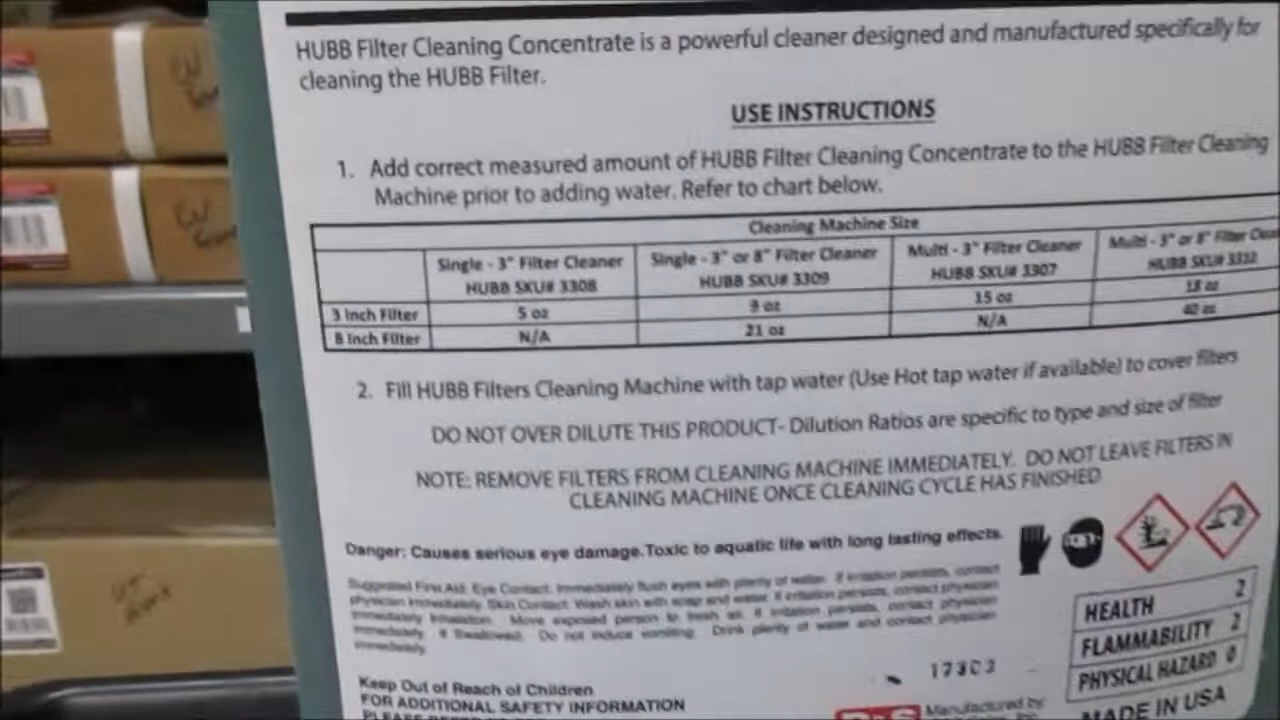 HUBB Filter Cleaning Concentrate is a powerful cleaner designed and manufactured specifically for
cleaning the HUBB Filter.
USE INSTRUCTIONS
1. Add correct measured amount of HUBB Filter Cleaning Concentrate to the HUBB Filter Cleaning
Machine prior to adding water. Refer to chart below.
Cleaning Machine Size
Single - 3" Filter Cleaner Single - 3" or 8" Filter Cleaner Multi - 3" Filter Cleaner Multi - 3" or 8" Filter
HUBB SKU# 3308 HUBB SKU# 3309 HUBB SKU# 3307 HUBB SKU#
3 Inch Filter 5 oz 9 oz 15 oz 18 oz
8 Inch Filter N/A 21 oz N/A 40 oz
2. Fill HUBB Filters Cleaning Machine with tap water (Use Hot tap water if available) to cover filters
DO NOT OVER DILUTE THIS PRODUCT- Dilution Ratios are specific to type and size of filter
NOTE: REMOVE FILTERS FROM CLEANING MACHINE IMMEDIATELY. DO NOT LEAVE FILTERS IN
CLEANING MACHINE ONCE CLEANING CYCLE HAS FINISHED
Danger: Causes serious eye damage.Toxic to aquatic life with long lasting effects.
Suggested First Aid: Eye Contact: Immediately flush eyes with plenty of water. If irritation persists, contact
physician immediately. Skin Contact: Wash skin with soap and water. If irritation persists, contact physician
immediately. Inhalation: Move exposed person to fresh air. If irritation persists, contact physician
immediately. If Swallowed: Do not induce vomiting. Drink plenty of water and contact physician
immediately.
HEALTH 2
FLAMMABILITY 2
PHYSICAL HAZARD 0
173C3
Keep Out of Reach of Children
FOR ADDITIONAL SAFETY INFORMATION
Manufactured by
MADE IN USA